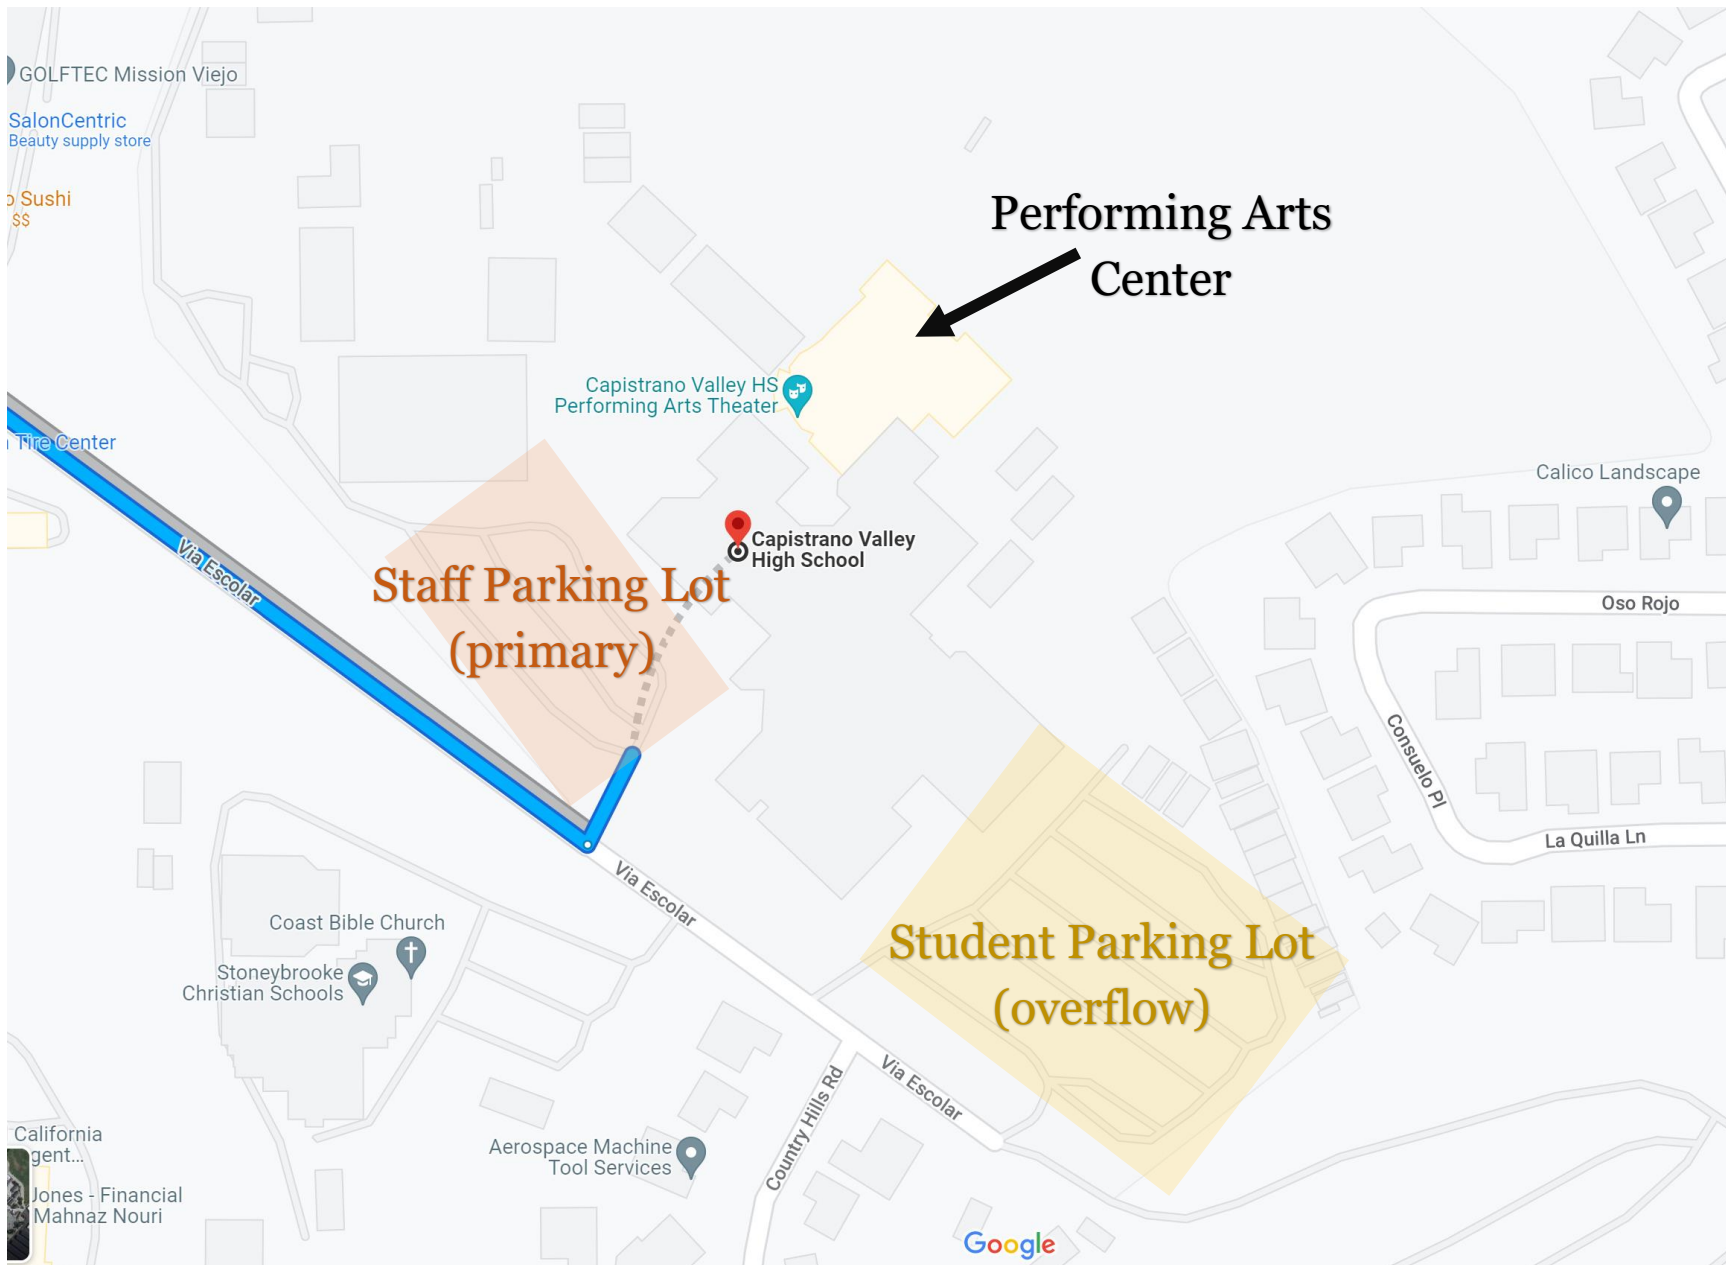 GOLFTEC Mission Viejo
SalonCentric
Beauty supply store
Sushi
$$
Performing Arts
Center
Capistrano Valley HS
Performing Arts Theater
Tire Center
Calico Landscape
Capistrano Valley
High School
Via Escolar
Staff Parking Lot
(primary)
Oso Rojo
Consuelo Pl
La Quilla Ln
Via Escolar
Coast Bible Church
Stoneybrooke
Christian Schools
Student Parking Lot
(overflow)
Via Escolar
Country Hills Rd
California
gent...
Aerospace Machine
Tool Services
Jones - Financial
Mahnaz Nouri
Google